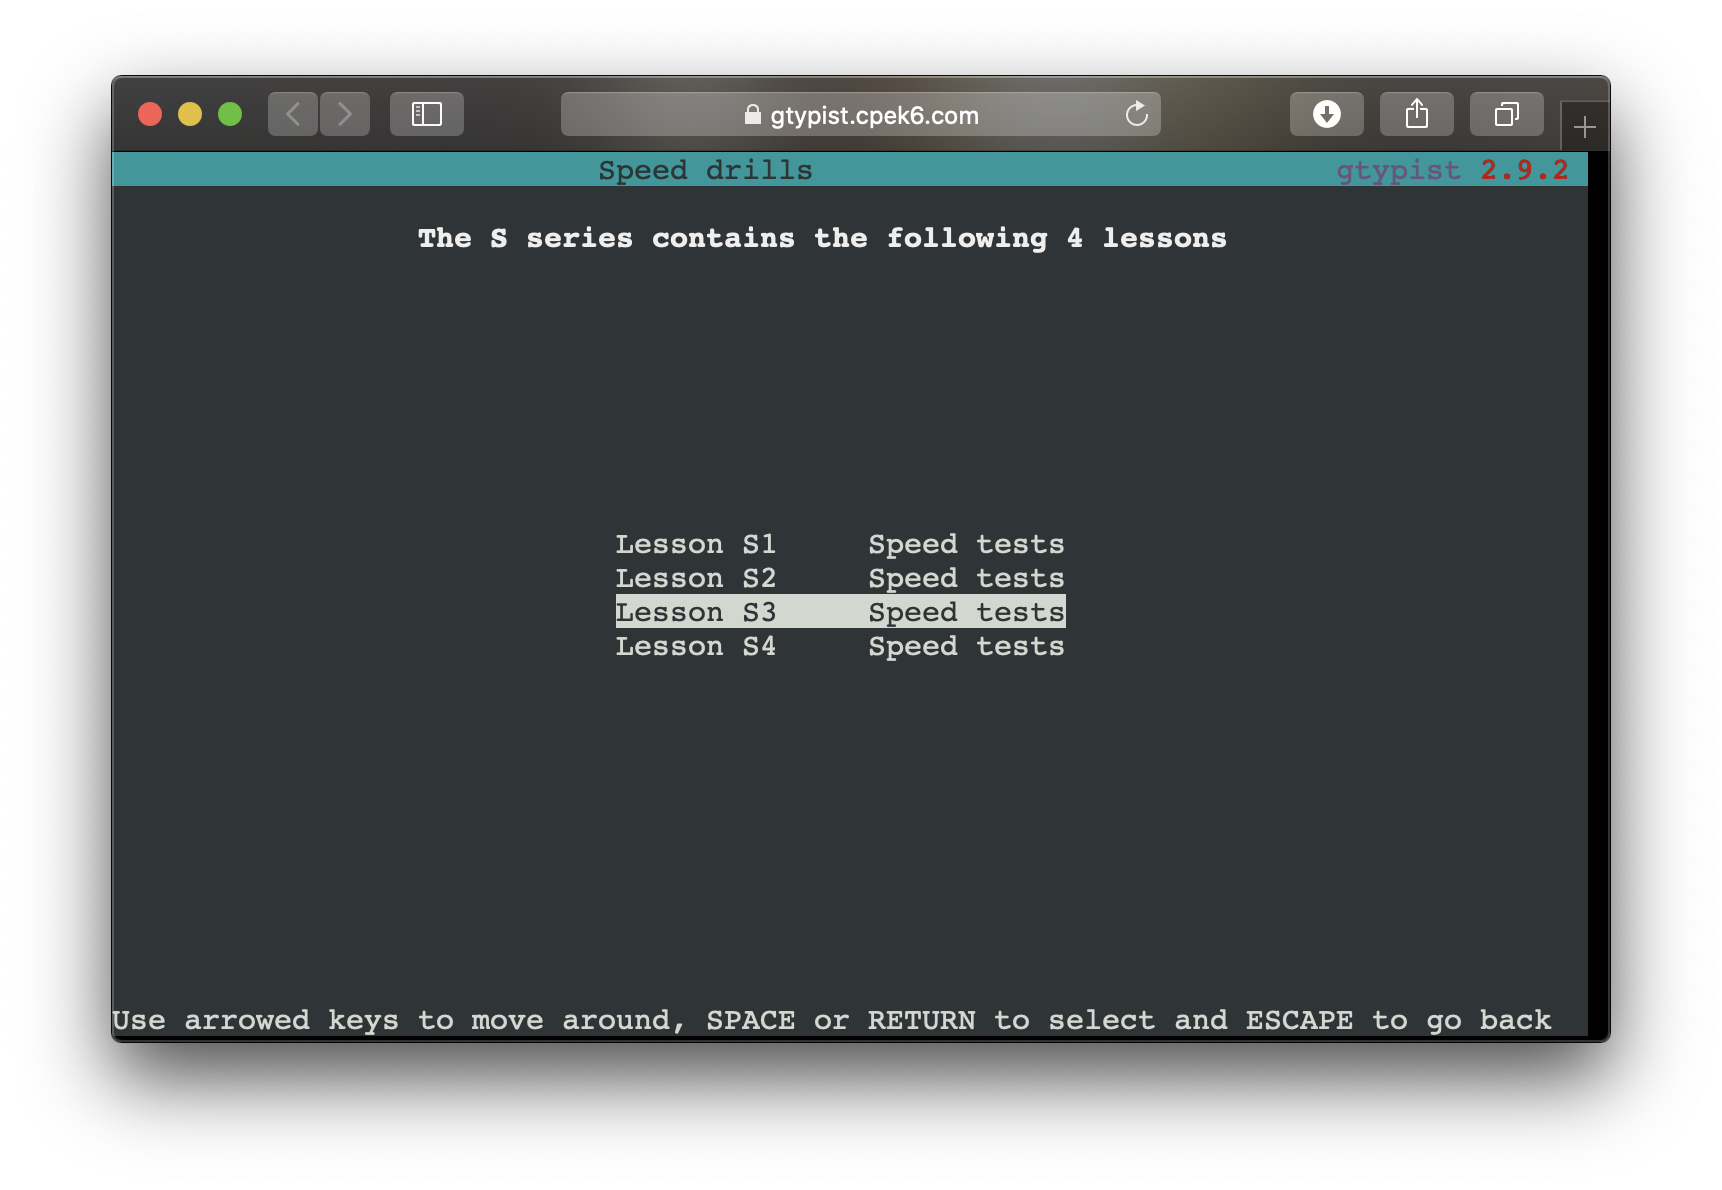 gtypist.cpek6.com
Speed drills gtypist 2.9.2
The S series contains the following 4 lessons
Lesson S1 Speed tests
Lesson S2 Speed tests
Lesson S3 Speed tests
Lesson S4 Speed tests
Use arrowed keys to move around, SPACE or RETURN to select and ESCAPE to go back